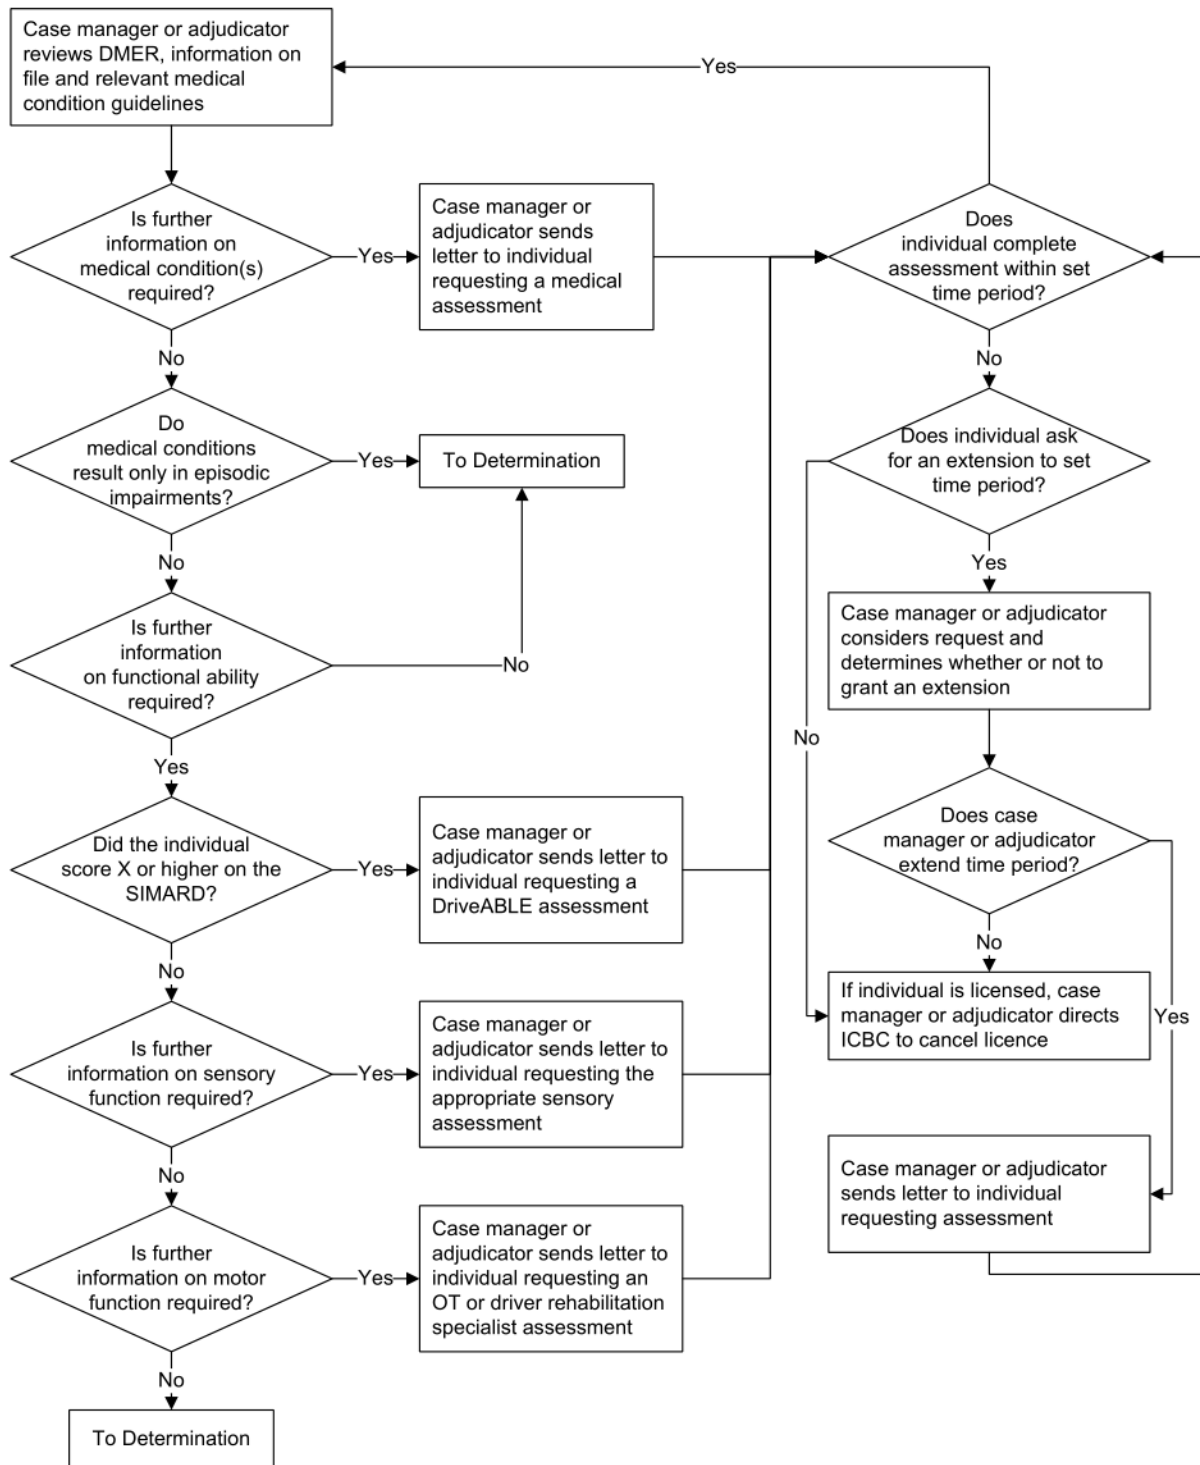 Case manager or adjudicator
reviews DMER, information on
file and relevant medical
condition guidelines
Yes
Is further
information on
medical condition(s)
required?
Yes
Case manager or
adjudicator sends
letter to individual
requesting a medical
assessment
Does
individual complete
assessment within set
time period?
No
No
Do
medical conditions
result only in episodic
impairments?
Yes
To Determination
Does individual ask
for an extension to set
time period?
No
Yes
Is further
information
on functional ability
required?
No
Case manager or adjudicator
considers request and
determines whether or not to
grant an extension
No
Yes
Did the individual
score X or higher on the
SIMARD?
Yes
Case manager or
adjudicator sends letter to
individual requesting a
DriveABLE assessment
Does case
manager or adjudicator
extend time period?
No
No
If individual is licensed, case
manager or adjudicator directs
ICBC to cancel licence
Yes
Is further
information on sensory
function required?
Yes
Case manager or
adjudicator sends letter to
individual requesting the
appropriate sensory
assessment
No
Case manager or adjudicator
sends letter to individual
requesting assessment
Is further
information on motor
function required?
Yes
Case manager or
adjudicator sends letter to
individual requesting an
OT or driver rehabilitation
specialist assessment
No
To Determination